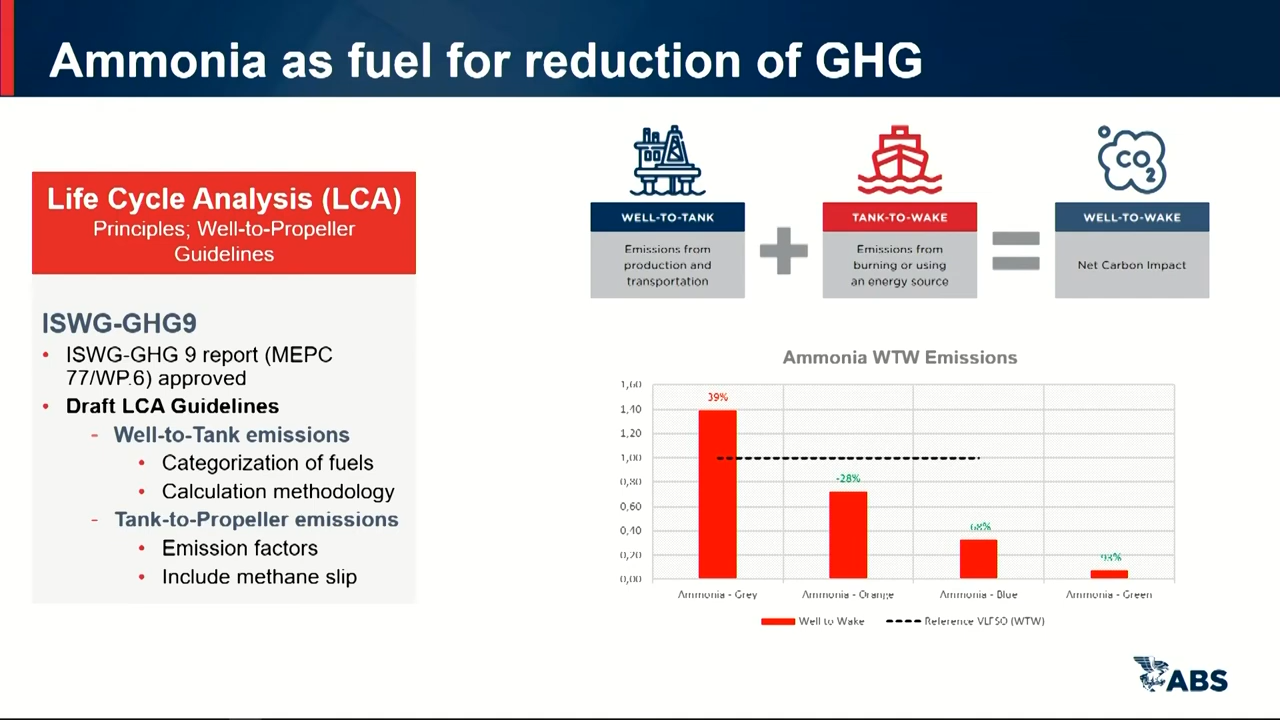 Ammonia as fuel for reduction of GHG
Life Cycle Analysis (LCA)
Principles; Well-to-Propeller
Guidelines
ISWG-GHG9
• ISWG-GHG 9 report (MEPC
77/WP.6) approved
• Draft LCA Guidelines
- Well-to-Tank emissions
• Categorization of fuels
• Calculation methodology
- Tank-to-Propeller emissions
• Emission factors
• Include methane slip
CO2
WELL-TO-TANK
Emissions from
production and
transportation
+
TANK-TO-WAKE
Emissions from
burning or using
an energy source
=
WELL-TO-WAKE
Net Carbon Impact
Ammonia WTW Emissions
1,60
1,40
1,20
1,00
0,80
0,60
0,40
0,20
0,00
39%
-28%
68%
93%
Ammonia - Grey
Ammonia - Orange
Ammonia - Blue
Ammonia - Green
Well to Wake
Reference VLFSO (WTW)
ABS